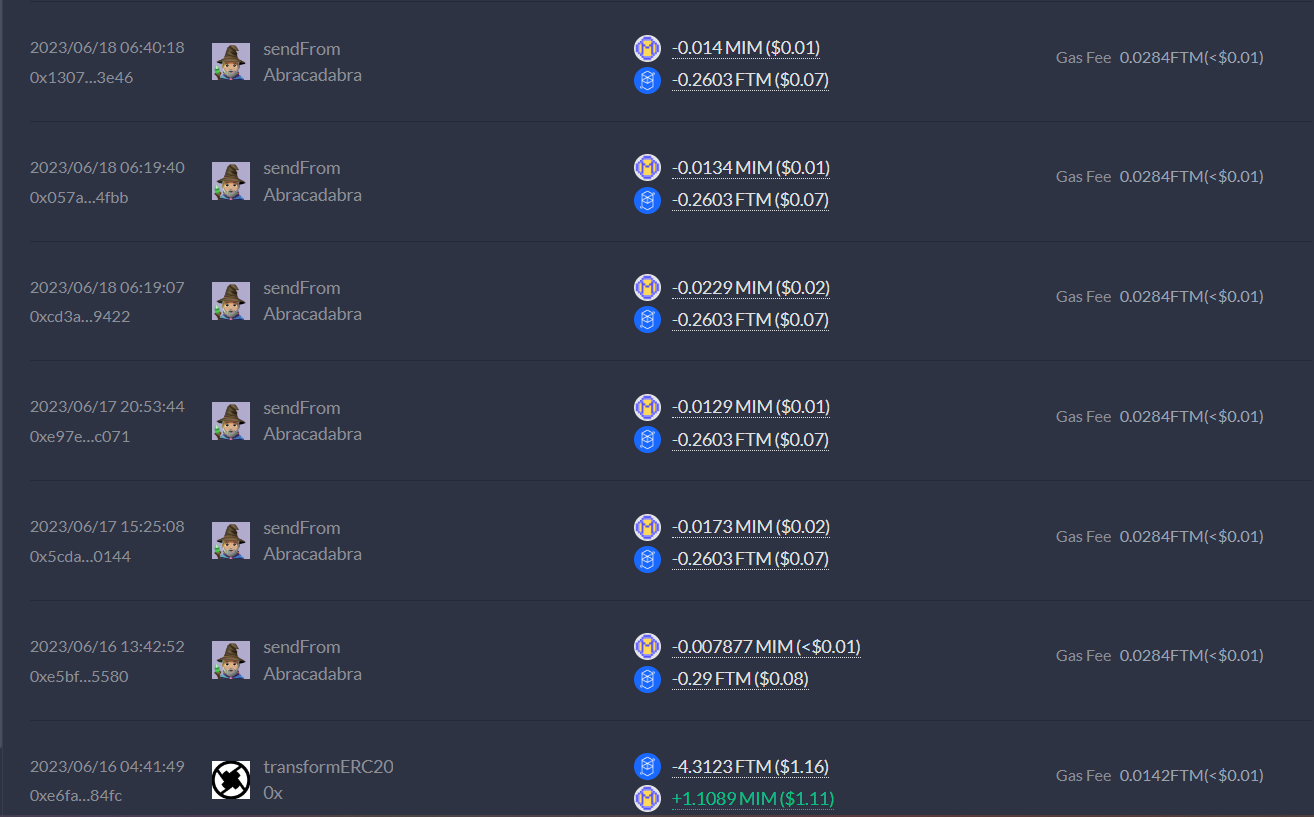 2023/06/18 06:40:18
0x1307...3e46
sendFrom
Abracadabra
-0.014 MIM ($0.01)
-0.2603 FTM ($0.07)
Gas Fee 0.0284FTM(<$0.01)
2023/06/18 06:19:40
0x057a...4fbb
sendFrom
Abracadabra
-0.0134 MIM ($0.01)
-0.2603 FTM ($0.07)
Gas Fee 0.0284FTM(<$0.01)
2023/06/18 06:19:07
0xcd3a...9422
sendFrom
Abracadabra
-0.0229 MIM ($0.02)
-0.2603 FTM ($0.07)
Gas Fee 0.0284FTM(<$0.01)
2023/06/17 20:53:44
0xe97e...c071
sendFrom
Abracadabra
-0.0129 MIM ($0.01)
-0.2603 FTM ($0.07)
Gas Fee 0.0284FTM(<$0.01)
2023/06/17 15:25:08
0x5cda...0144
sendFrom
Abracadabra
-0.0173 MIM ($0.02)
-0.2603 FTM ($0.07)
Gas Fee 0.0284FTM(<$0.01)
2023/06/16 13:42:52
0xe5bf...5580
sendFrom
Abracadabra
-0.007877 MIM (<$0.01)
-0.29 FTM ($0.08)
Gas Fee 0.0284FTM(<$0.01)
2023/06/16 04:41:49
0xe6fa...84fc
transformERC20
0x
-4.3123 FTM ($1.16)
+1.1089 MIM ($1.11)
Gas Fee 0.0142FTM(<$0.01)